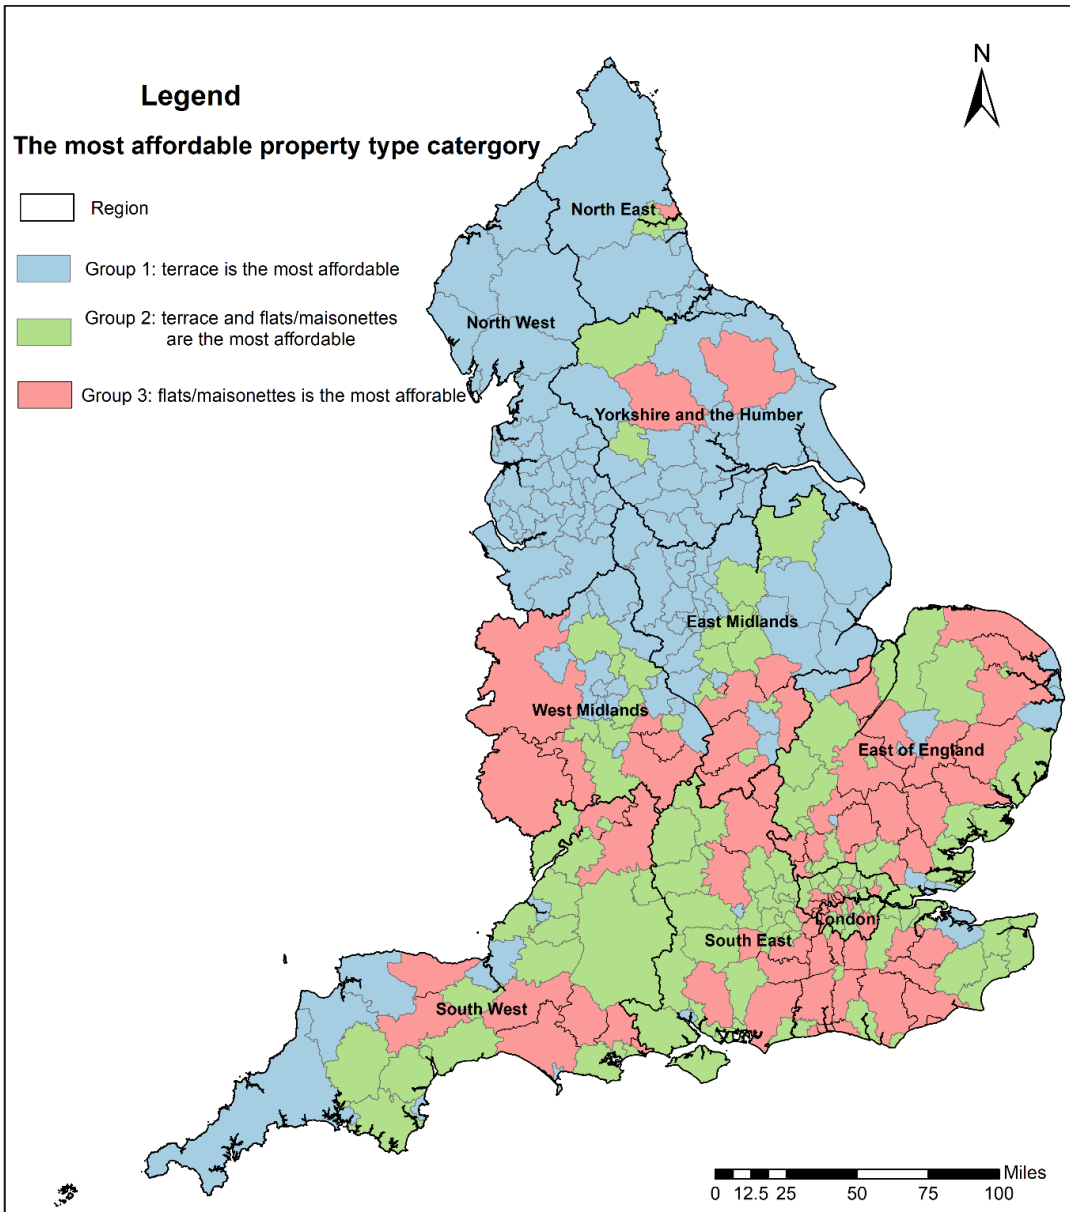 N
Legend
The most affordable property type catergory
Region
Group 1: terrace is the most affordable
Group 2: terrace and flats/maisonettes
are the most affordable
Group 3: flats/maisonettes is the most afforable
North East
North West
Yorkshire and the Humber
East Midlands
West Midlands
East of England
London
South East
South West
Miles
0 12.5 25 50 75 100